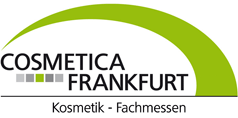 COSMETICA
FRANKFURT
Kosmetik - Fachmessen